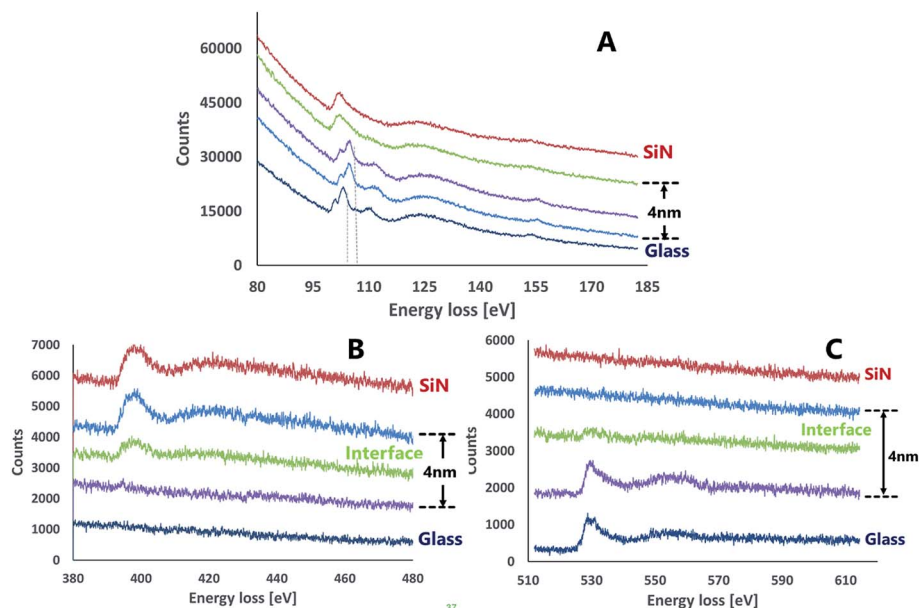 A
60000
45000
30000
15000
0
Counts
SiN
4nm
Glass
80 95 110 125 140 155 170 185
Energy loss [eV]
B
7000
6000
5000
4000
3000
2000
1000
0
Counts
SiN
Interface
4nm
Glass
380 400 420 440 460 480
Energy loss [eV]
C
6000
5000
4000
3000
2000
1000
0
Counts
SiN
Interface
4nm
Glass
512 530 550 570 590 610
Energy loss [eV]
37